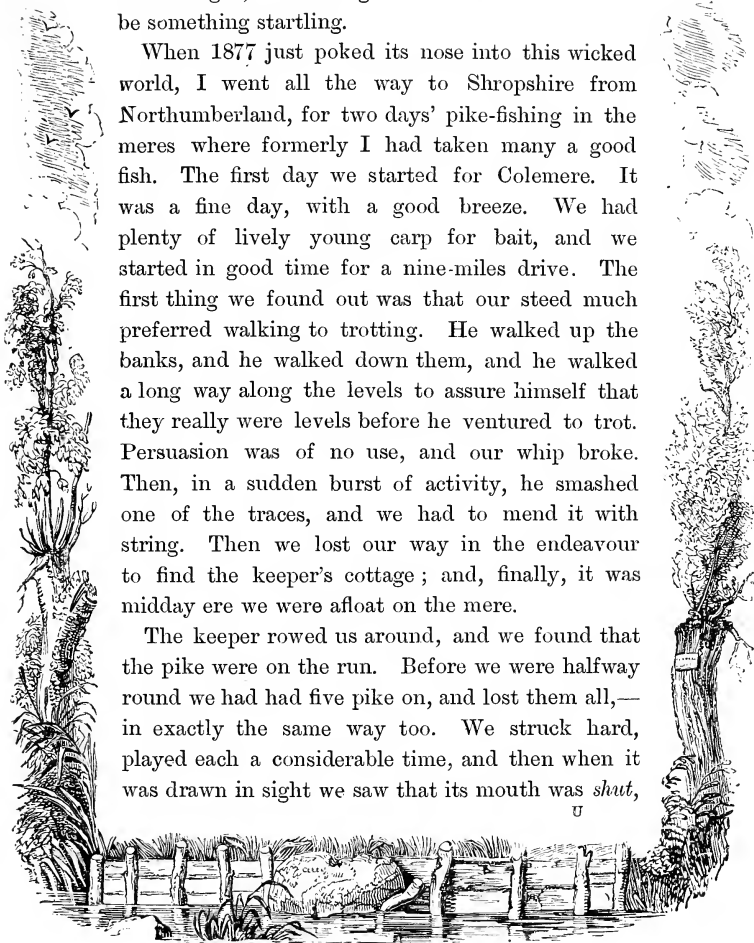 be something startling.
When 1877 just poked its nose into this wicked
world, I went all the way to Shropshire from
Northumberland, for two days' pike-fishing in the
meres where formerly I had taken many a good
fish. The first day we started for Colemere. It
was a fine day, with a good breeze. We had
plenty of lively young carp for bait, and we
started in good time for a nine-miles drive. The
first thing we found out was that our steed much
preferred walking to trotting. He walked up the
banks, and he walked down them, and he walked
a long way along the levels to assure himself that
they really were levels before he ventured to trot.
Persuasion was of no use, and our whip broke.
Then, in a sudden burst of activity, he smashed
one of the traces, and we had to mend it with
string. Then we lost our way in the endeavour
to find the keeper's cottage ; and, finally, it was
midday ere we were afloat on the mere.
The keeper rowed us around, and we found that
the pike were on the run. Before we were halfway
round we had had five pike on, and lost them all,—
in exactly the same way too. We struck hard,
played each a considerable time, and then when it
was drawn in sight we saw that its mouth was shut,
U